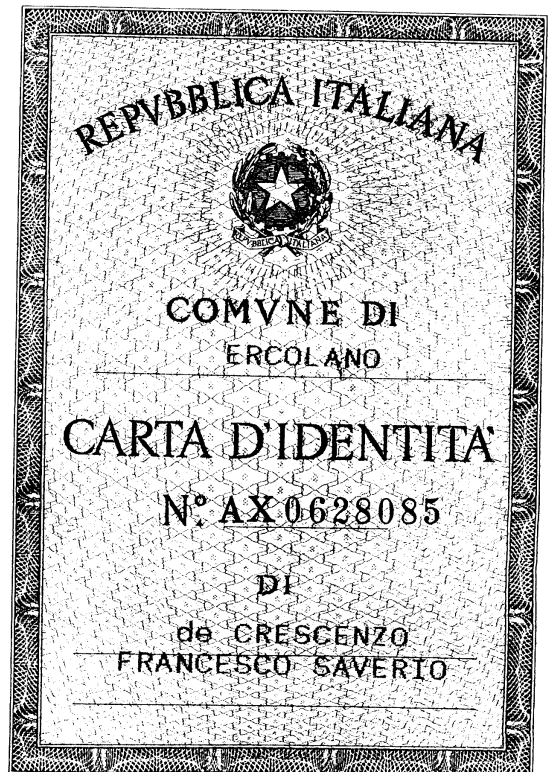 REPVBBLICA ITALIANA
REPVBBLICA ITALIANA
COMVNE DI
ERCOLANO
CARTA D'IDENTITA'
N° AX 0628085
DI
de CRESCENZO
FRANCESCO SAVERIO